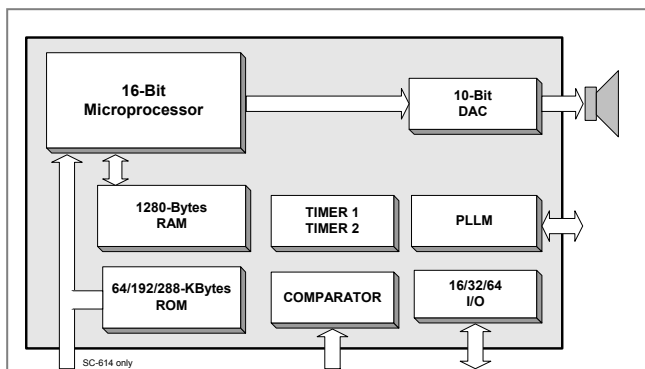 16-Bit
Microprocessor
10-Bit
DAC
1280-Bytes
RAM
TIMER 1
TIMER 2
PLLM
64/192/288-KBytes
ROM
COMPARATOR
16/32/64
I/O
SC-614 only